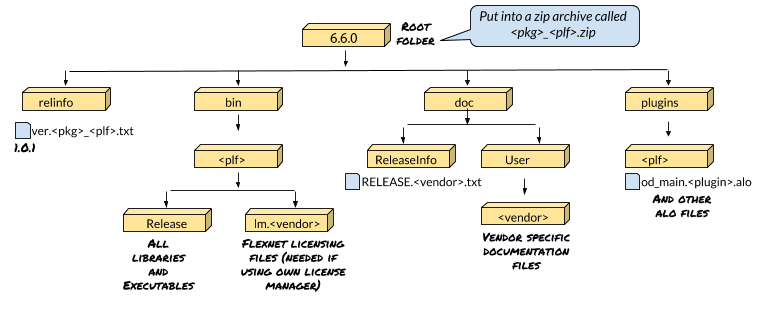 Put into a zip archive called
<pkg>_<plf>.zip
6.6.0
Root
folder
relinfo
bin
doc
plugins
ver.<pkg>_<plf>.txt
1.0.1
<plf>
ReleaseInfo
User
<plf>
RELEASE.<vendor>.txt
od_main.<plugin>.alo
And other
alo files
Release
lm.<vendor>
<vendor>
All
libraries
and
Executables
Flexnet licensing
files (needed if
using own license
manager)
Vendor specific
documentation
files